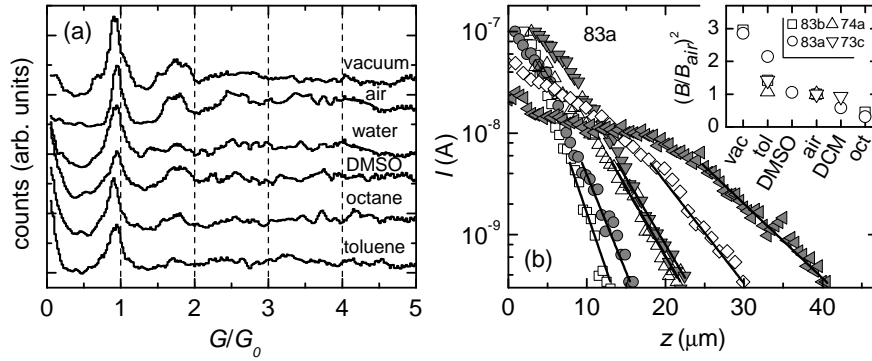 (a)
vacuum
air
water
DMSO
octane
toluene
counts (arb. units)
0 1 2 3 4 5
G/G0
83a
(b)
10⁻⁷
10⁻⁸
10⁻⁹
I (A)
0 10 20 30 40
z (μm)
83b 74a
83a 73c
(B/Bair)²
3
2
1
0
vac
tol
DMSO
air
DCM
oct